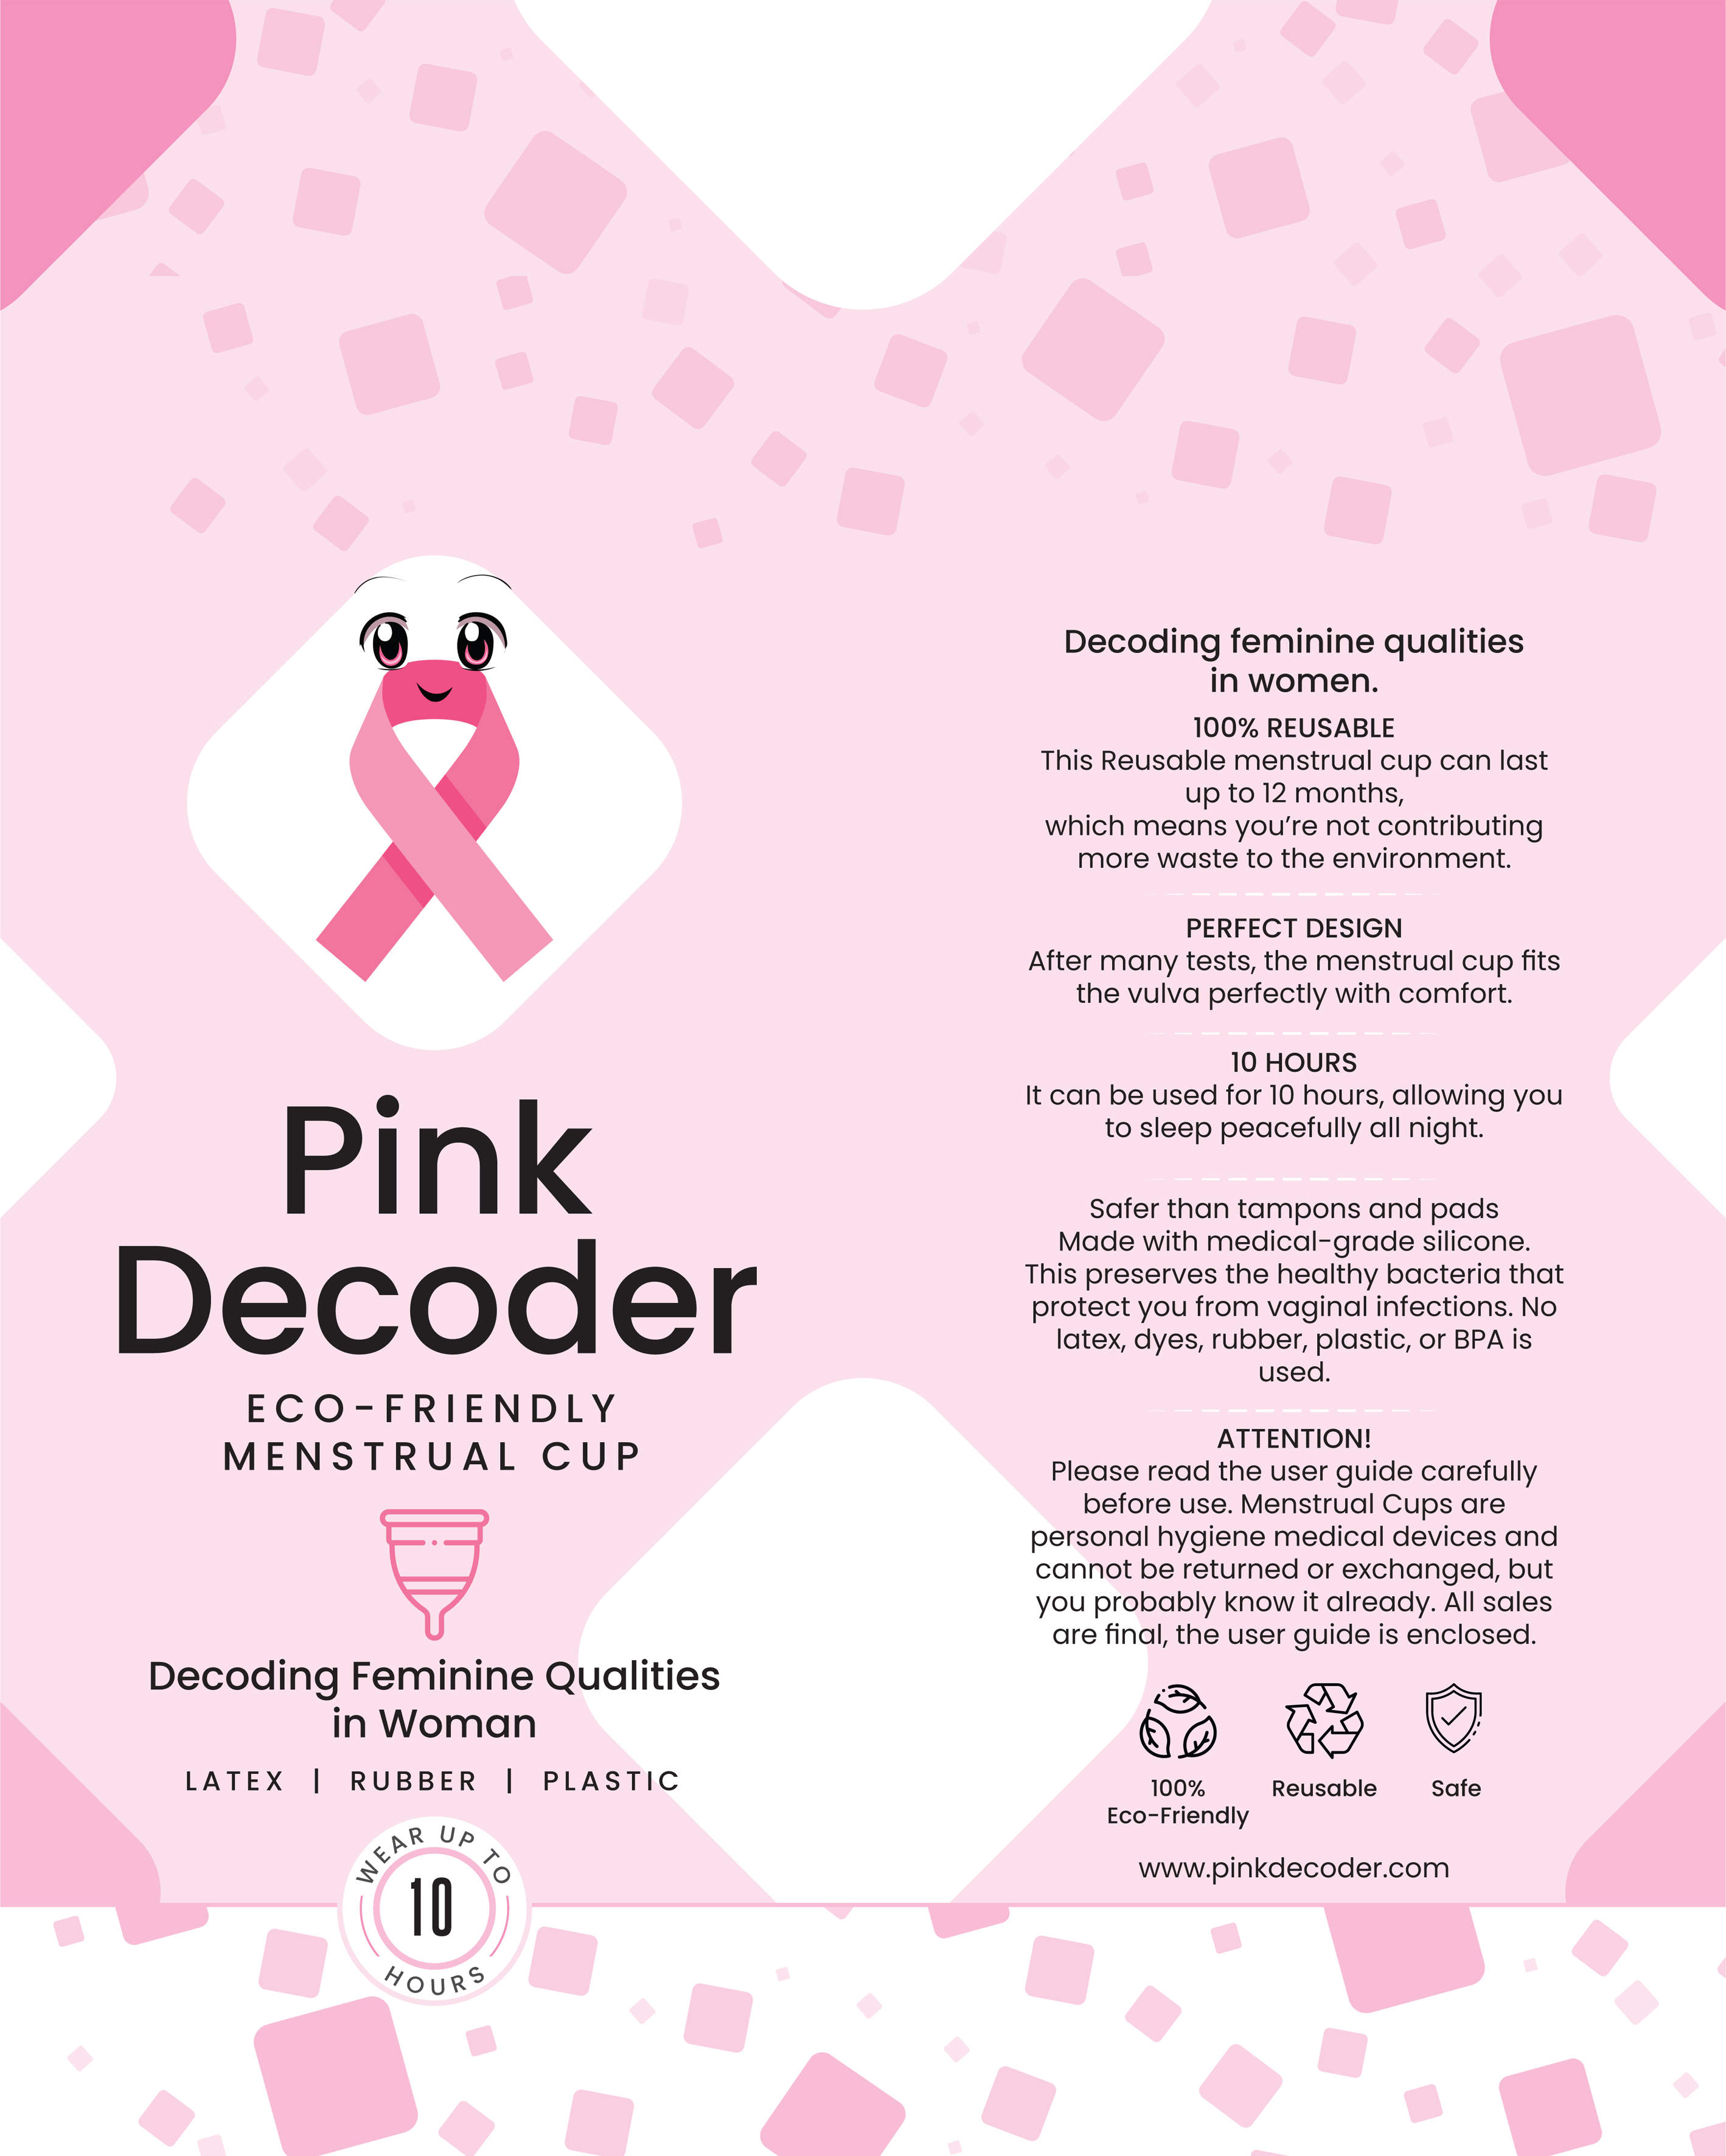 Pink
Decoder
ECO-FRIENDLY
MENSTRUAL CUP
Decoding Feminine Qualities
in Woman
LATEX | RUBBER | PLASTIC
WEAR UP TO
10
HOURS
Decoding feminine qualities
in women.
100% REUSABLE
This Reusable menstrual cup can last
up to 12 months,
which means you’re not contributing
more waste to the environment.
PERFECT DESIGN
After many tests, the menstrual cup fits
the vulva perfectly with comfort.
10 HOURS
It can be used for 10 hours, allowing you
to sleep peacefully all night.
Safer than tampons and pads
Made with medical-grade silicone.
This preserves the healthy bacteria that
protect you from vaginal infections. No
latex, dyes, rubber, plastic, or BPA is
used.
ATTENTION!
Please read the user guide carefully
before use. Menstrual Cups are
personal hygiene medical devices and
cannot be returned or exchanged, but
you probably know it already. All sales
are final, the user guide is enclosed.
100%
Eco-Friendly
Reusable
Safe
www.pinkdecoder.com